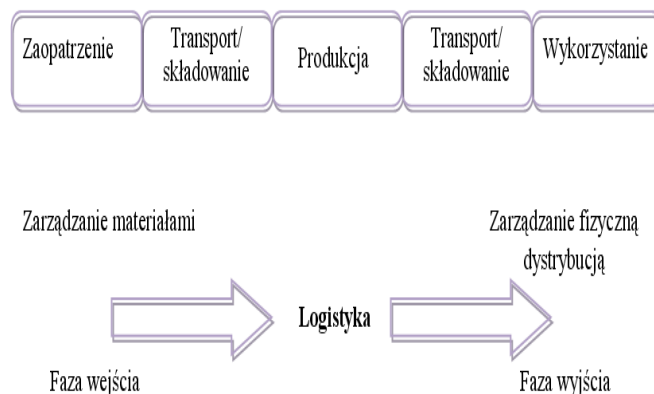 Zaopatrzenie
Transport/
składowanie
Produkcja
Transport/
składowanie
Wykorzystanie
Zarządzanie materiałami
Zarządzanie fizyczną
dystrybucją
Logistyka
Faza wejścia
Faza wyjścia